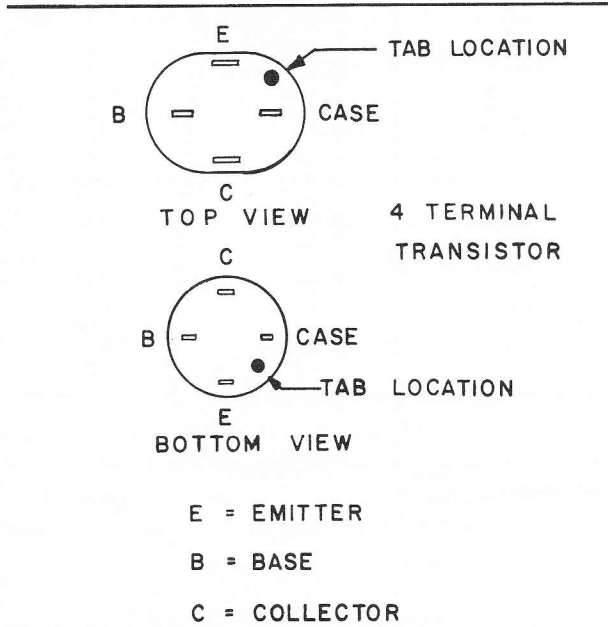 E
TAB LOCATION
B
CASE
C
TOP VIEW
4 TERMINAL
TRANSISTOR
C
B
CASE
TAB LOCATION
E
BOTTOM VIEW
E = EMITTER
B = BASE
C = COLLECTOR